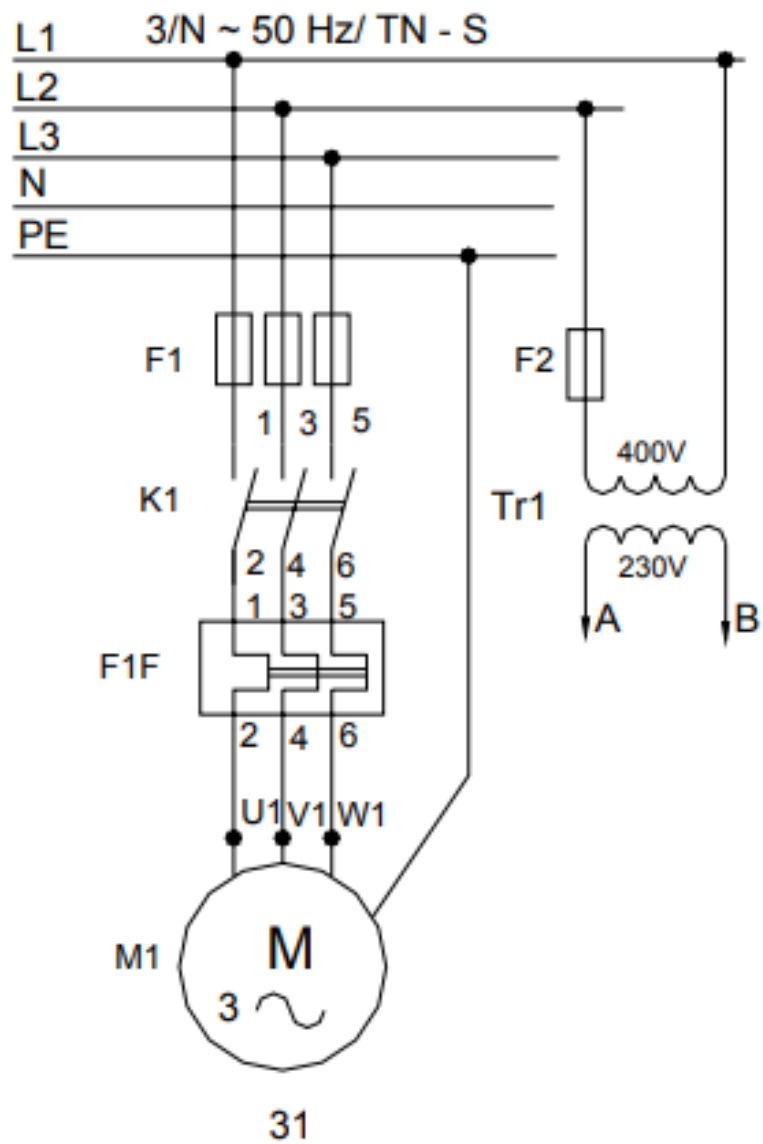 3/N ~ 50 Hz/ TN - S
L1
L2
L3
N
PE
F1
F2
1 3 5
400V
K1
Tr1
2 4 6
230V
1 3 5
A B
F1F
2 4 6
U1 V1 W1
M1
M
3
31